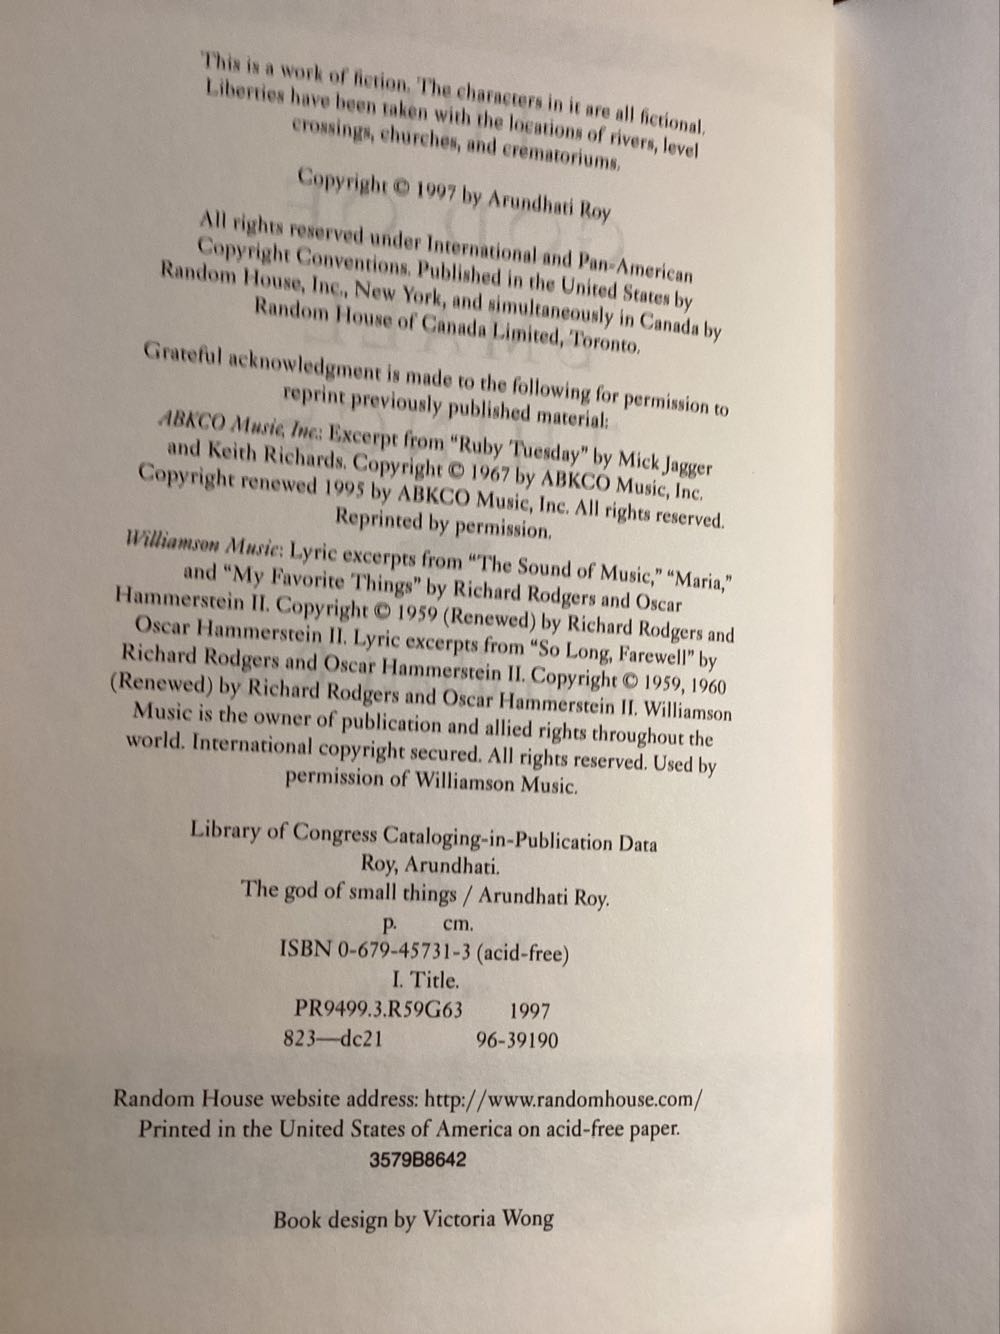 This is a work of fiction. The characters in it are all fictional.
Liberties have been taken with the locations of rivers, level
crossings, churches, and crematoriums.
Copyright © 1997 by Arundhati Roy
All rights reserved under International and Pan-American
Copyright Conventions. Published in the United States by
Random House, Inc., New York, and simultaneously in Canada by
Random House of Canada Limited, Toronto.
Grateful acknowledgment is made to the following for permission to
reprint previously published material:
ABKCO Music, Inc.: Excerpt from "Ruby Tuesday" by Mick Jagger
and Keith Richards. Copyright © 1967 by ABKCO Music, Inc.
Copyright renewed 1995 by ABKCO Music, Inc. All rights reserved.
Reprinted by permission.
Williamson Music: Lyric excerpts from "The Sound of Music," "Maria,"
and "My Favorite Things" by Richard Rodgers and Oscar
Hammerstein II. Copyright © 1959 (Renewed) by Richard Rodgers and
Oscar Hammerstein II. Lyric excerpts from "So Long, Farewell" by
Richard Rodgers and Oscar Hammerstein II. Copyright © 1959, 1960
(Renewed) by Richard Rodgers and Oscar Hammerstein II. Williamson
Music is the owner of publication and allied rights throughout the
world. International copyright secured. All rights reserved. Used by
permission of Williamson Music.
Library of Congress Cataloging-in-Publication Data
Roy, Arundhati.
The god of small things / Arundhati Roy.
p. cm.
ISBN 0-679-45731-3 (acid-free)
I. Title.
PR9499.3.R59G63 1997
823—dc21 96-39190
Random House website address: http://www.randomhouse.com/
Printed in the United States of America on acid-free paper.
3579B8642
Book design by Victoria Wong